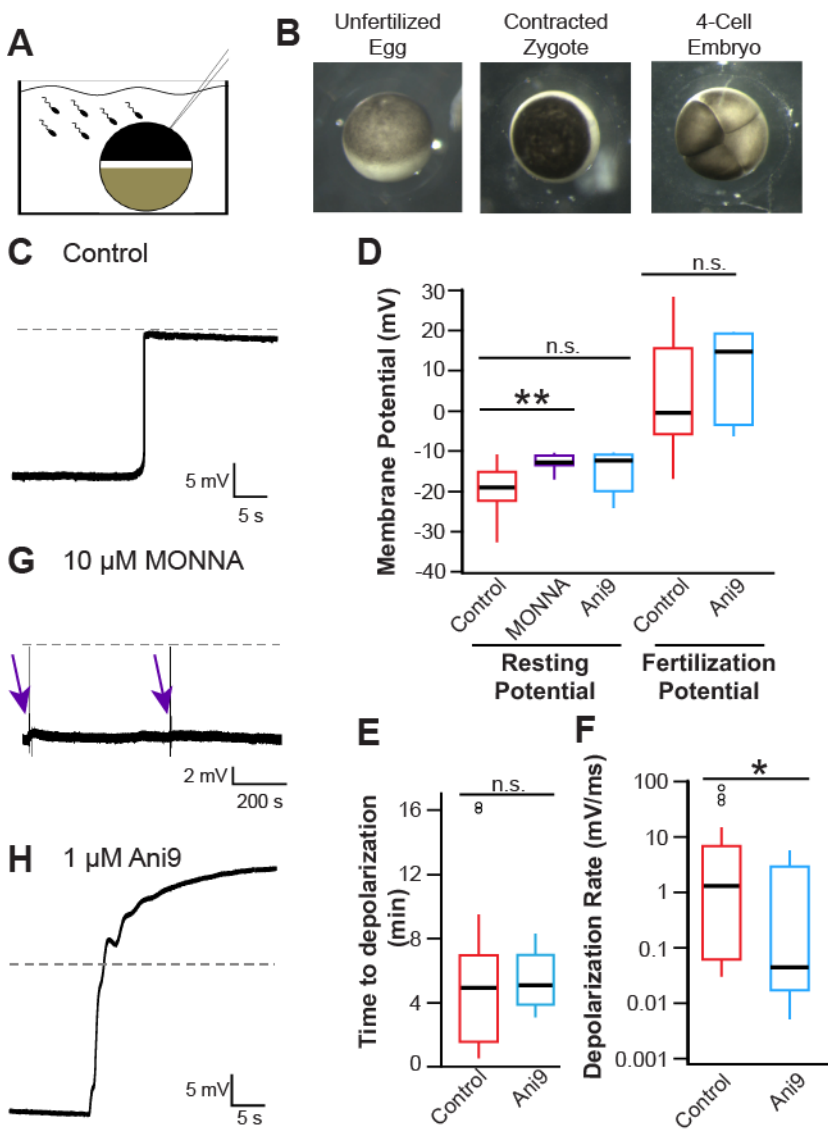 A
B
Unfertilized
Egg
Contracted
Zygote
4-Cell
Embryo
C Control
5 mV
5 s
D
Membrane Potential (mV)
30
20
10
0
-10
-20
-30
-40
n.s.
**
n.s.
Control
MONNA
Ani9
Control
Ani9
Resting
Potential
Fertilization
Potential
G 10 µM MONNA
2 mV
200 s
E
Time to depolarization
(min)
16
12
8
4
0
n.s.
Control
Ani9
F
Depolarization Rate (mV/ms)
100
10
1
0.1
0.01
0.001
*
Control
Ani9
H 1 µM Ani9
5 mV
5 s